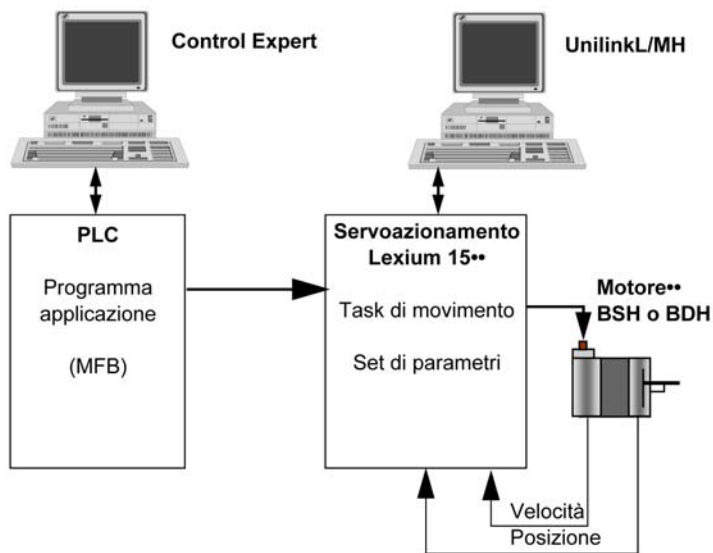 Control Expert
UnilinkL/MH
PLC
Programma
applicazione
(MFB)
Servoazionamento
Lexium 15••
Task di movimento
Set di parametri
Motore••
BSH o BDH
Velocità
Posizione